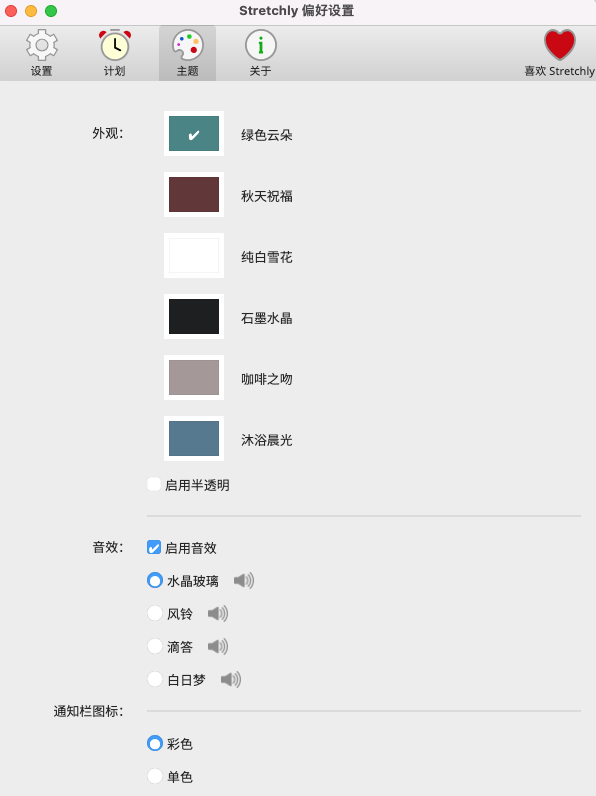 Stretchly 偏好设置
设置 计划 主题 关于 喜欢 Stretchly
外观：
绿色云朵
秋天祝福
纯白雪花
石墨水晶
咖啡之吻
沐浴晨光
启用半透明
音效： 启用音效
水晶玻璃
风铃
滴答
白日梦
通知栏图标：
彩色
单色